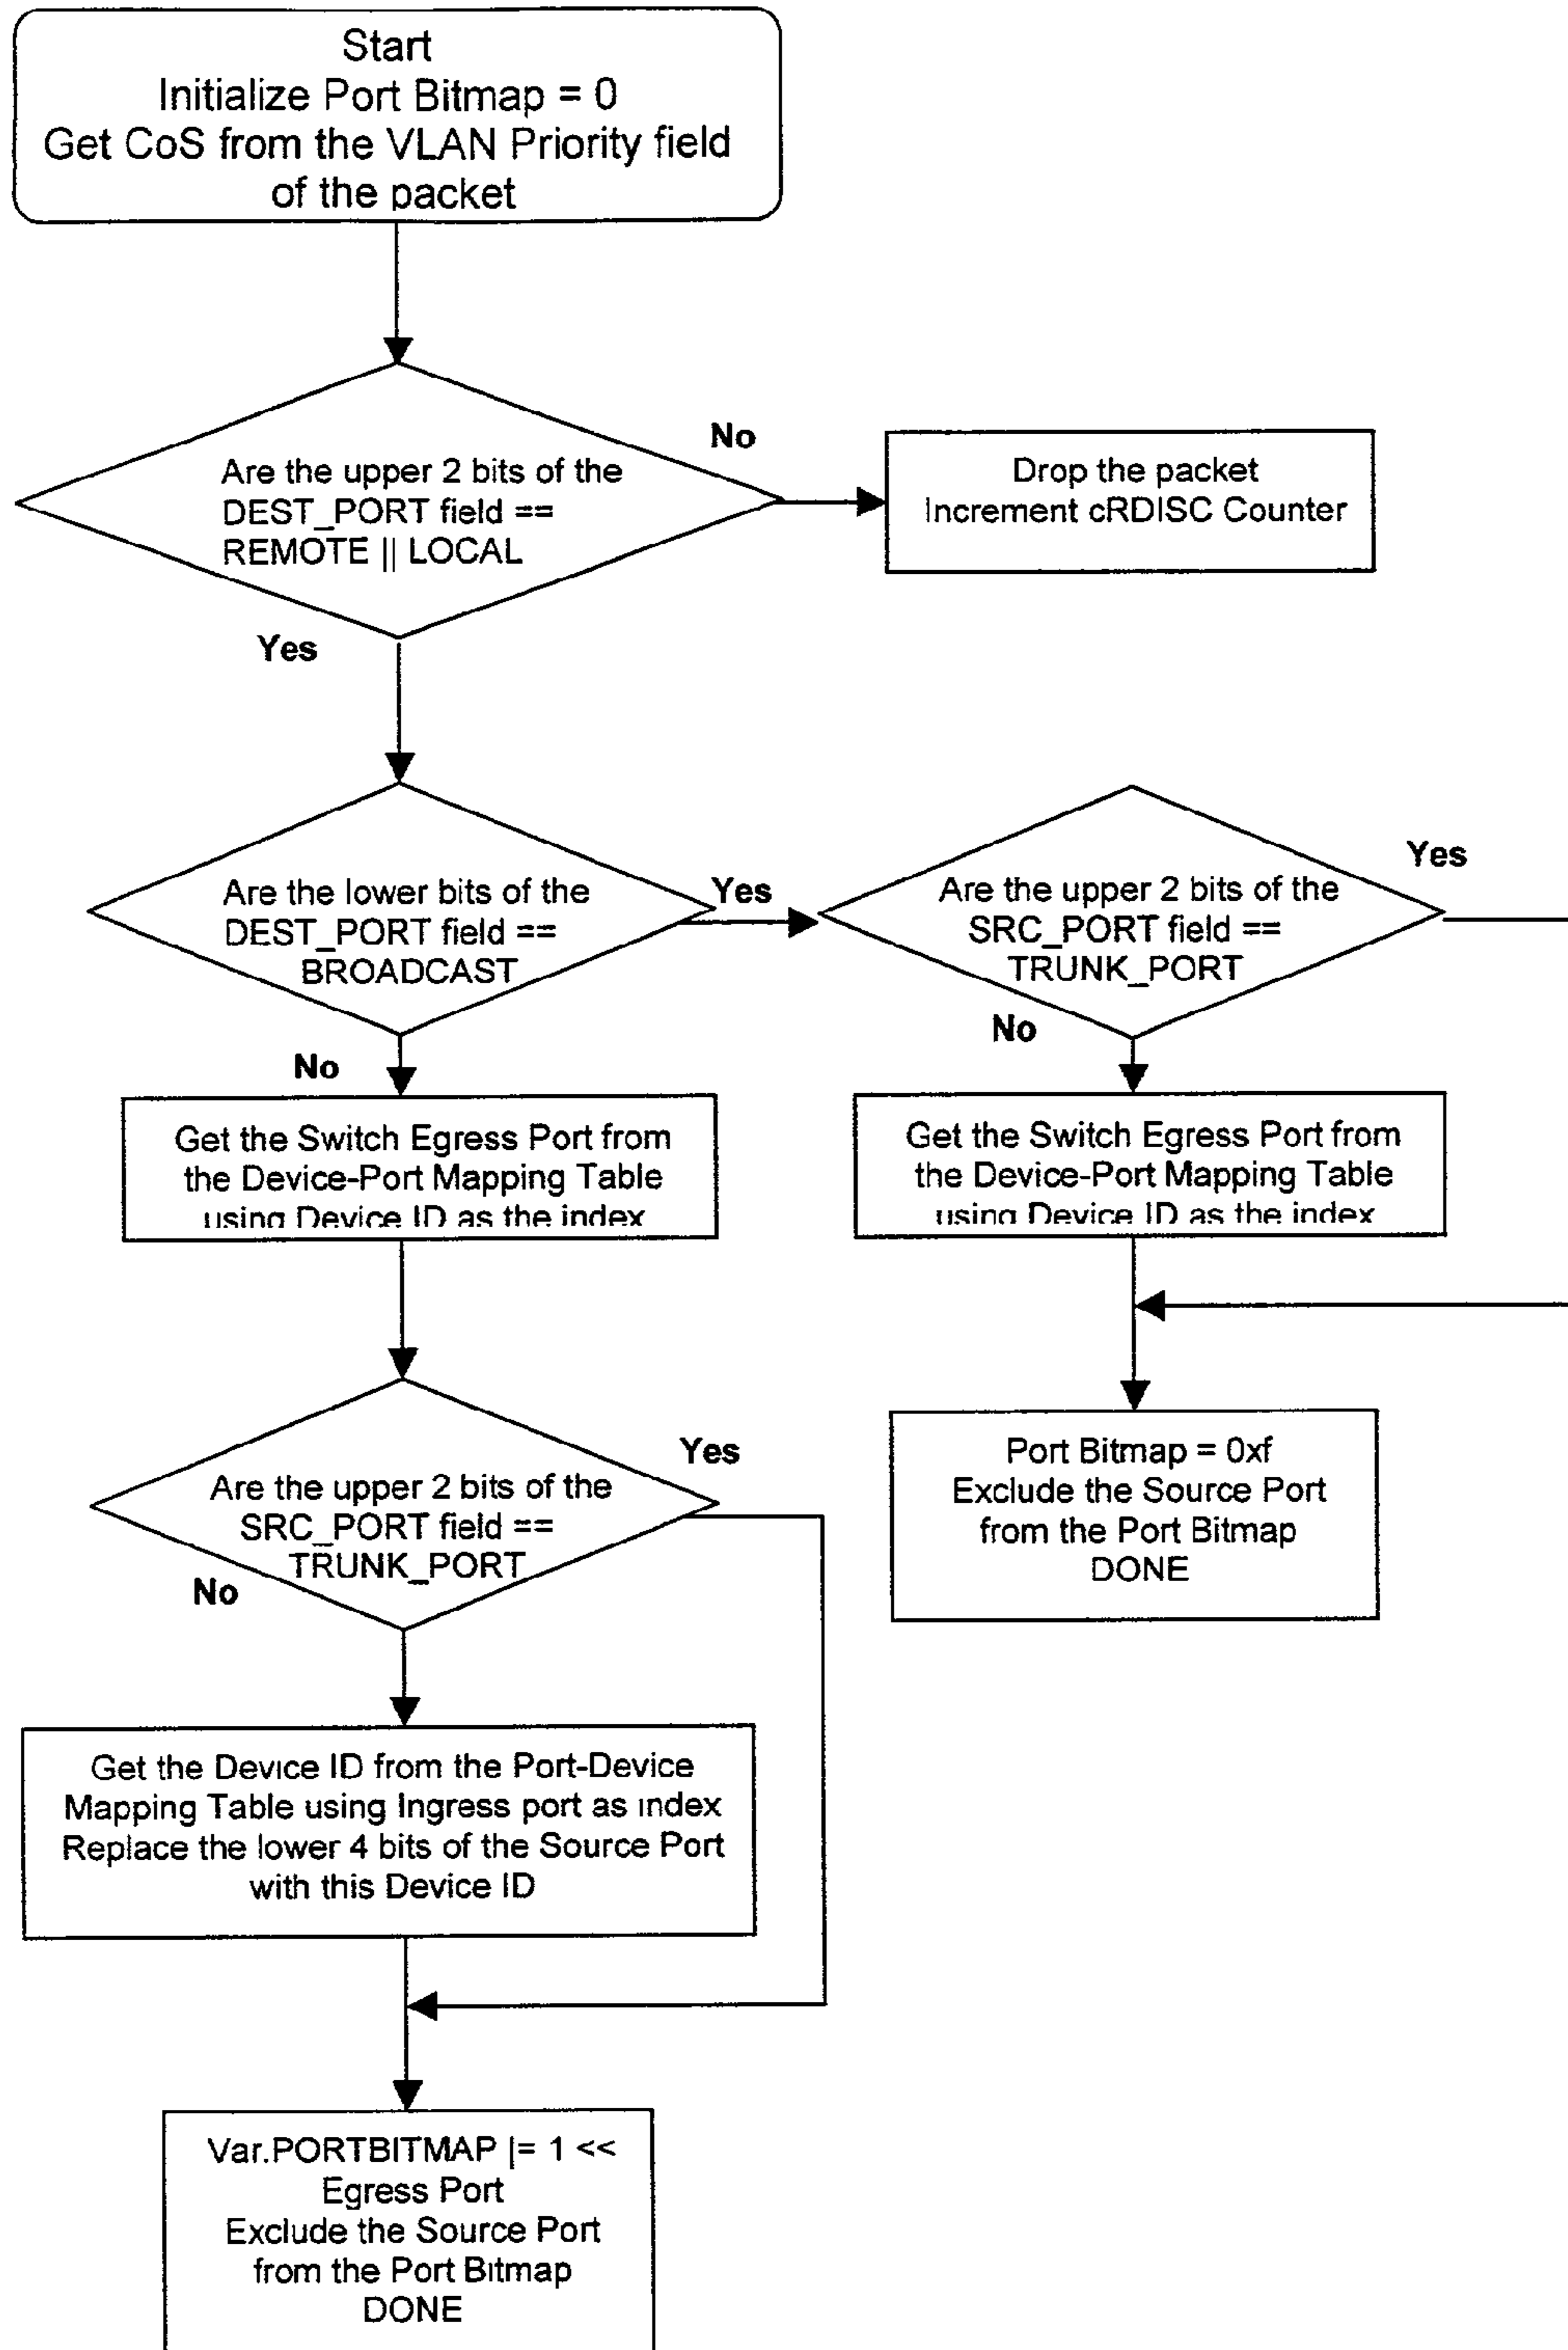 Start
Initialize Port Bitmap = 0
Get CoS from the VLAN Priority field
of the packet
Are the upper 2 bits of the
DEST_PORT field ==
REMOTE || LOCAL
No
Drop the packet
Increment cRDISC Counter
Yes
Are the lower bits of the
DEST_PORT field ==
BROADCAST
Yes
Are the upper 2 bits of the
SRC_PORT field ==
TRUNK_PORT
Yes
No
No
Get the Switch Egress Port from
the Device-Port Mapping Table
using Device ID as the index
Get the Switch Egress Port from
the Device-Port Mapping Table
using Device ID as the index
Are the upper 2 bits of the
SRC_PORT field ==
TRUNK_PORT
Yes
No
Port Bitmap = 0xf
Exclude the Source Port
from the Port Bitmap
DONE
Get the Device ID from the Port-Device
Mapping Table using Ingress port as index
Replace the lower 4 bits of the Source Port
with this Device ID
Var.PORTBITMAP |= 1 <<
Egress Port
Exclude the Source Port
from the Port Bitmap
DONE